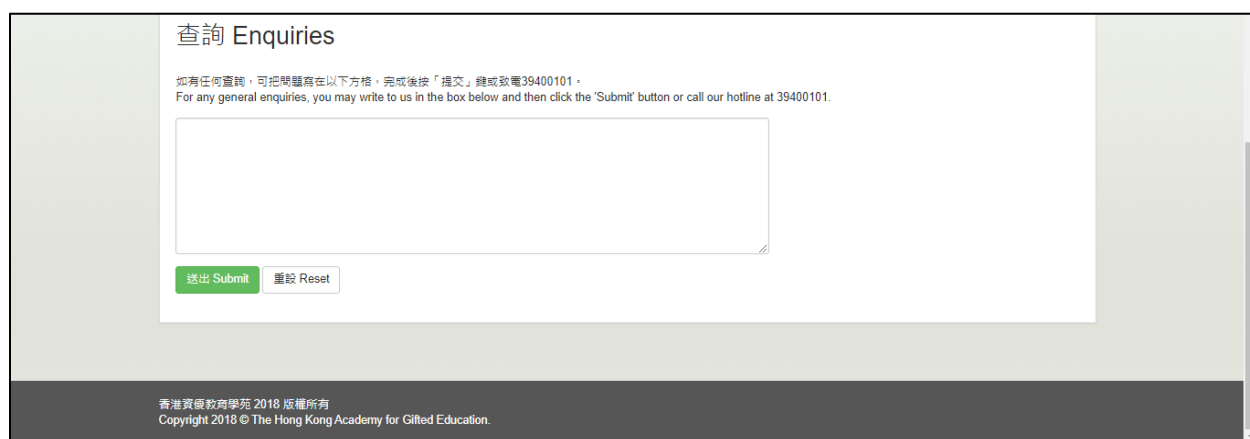 查詢 Enquiries
如有任何查詢，可把問題寫在以下方格，完成後按「提交」鍵或致電39400101。
For any general enquiries, you may write to us in the box below and then click the 'Submit' button or call our hotline at 39400101.
送出 Submit 重設 Reset
香港資優教育學苑 2018 版權所有
Copyright 2018 © The Hong Kong Academy for Gifted Education.